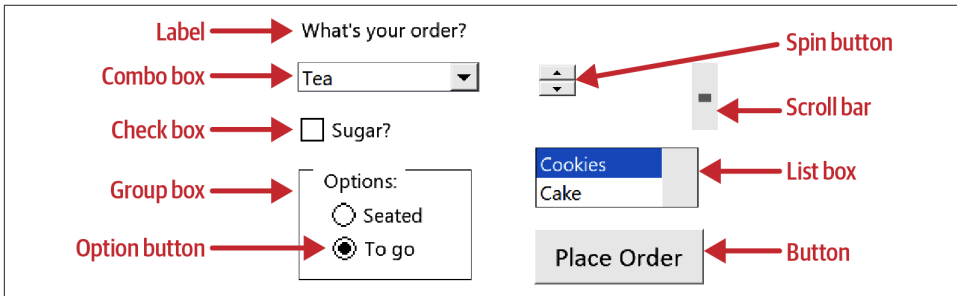 Label
What's your order?
Combo box
Tea
Check box
Sugar?
Group box
Options:
Seated
Option button
To go
Spin button
Scroll bar
Cookies
Cake
List box
Place Order
Button